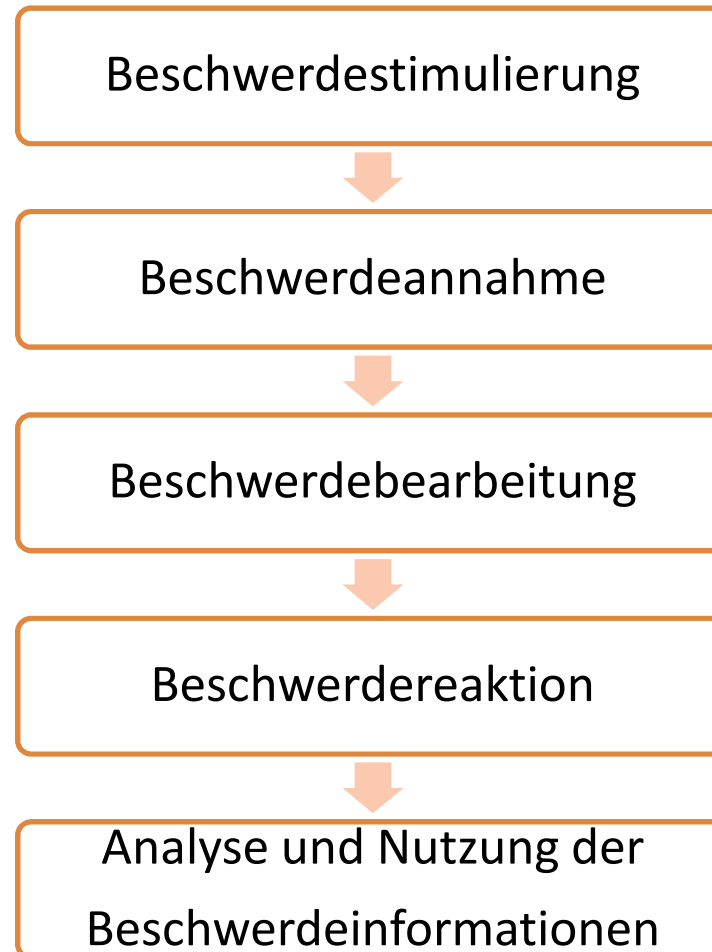 Beschwerdestimulierung
Beschwerdeannahme
Beschwerdebearbeitung
Beschwerdereaktion
Analyse und Nutzung der
Beschwerdeinformationen